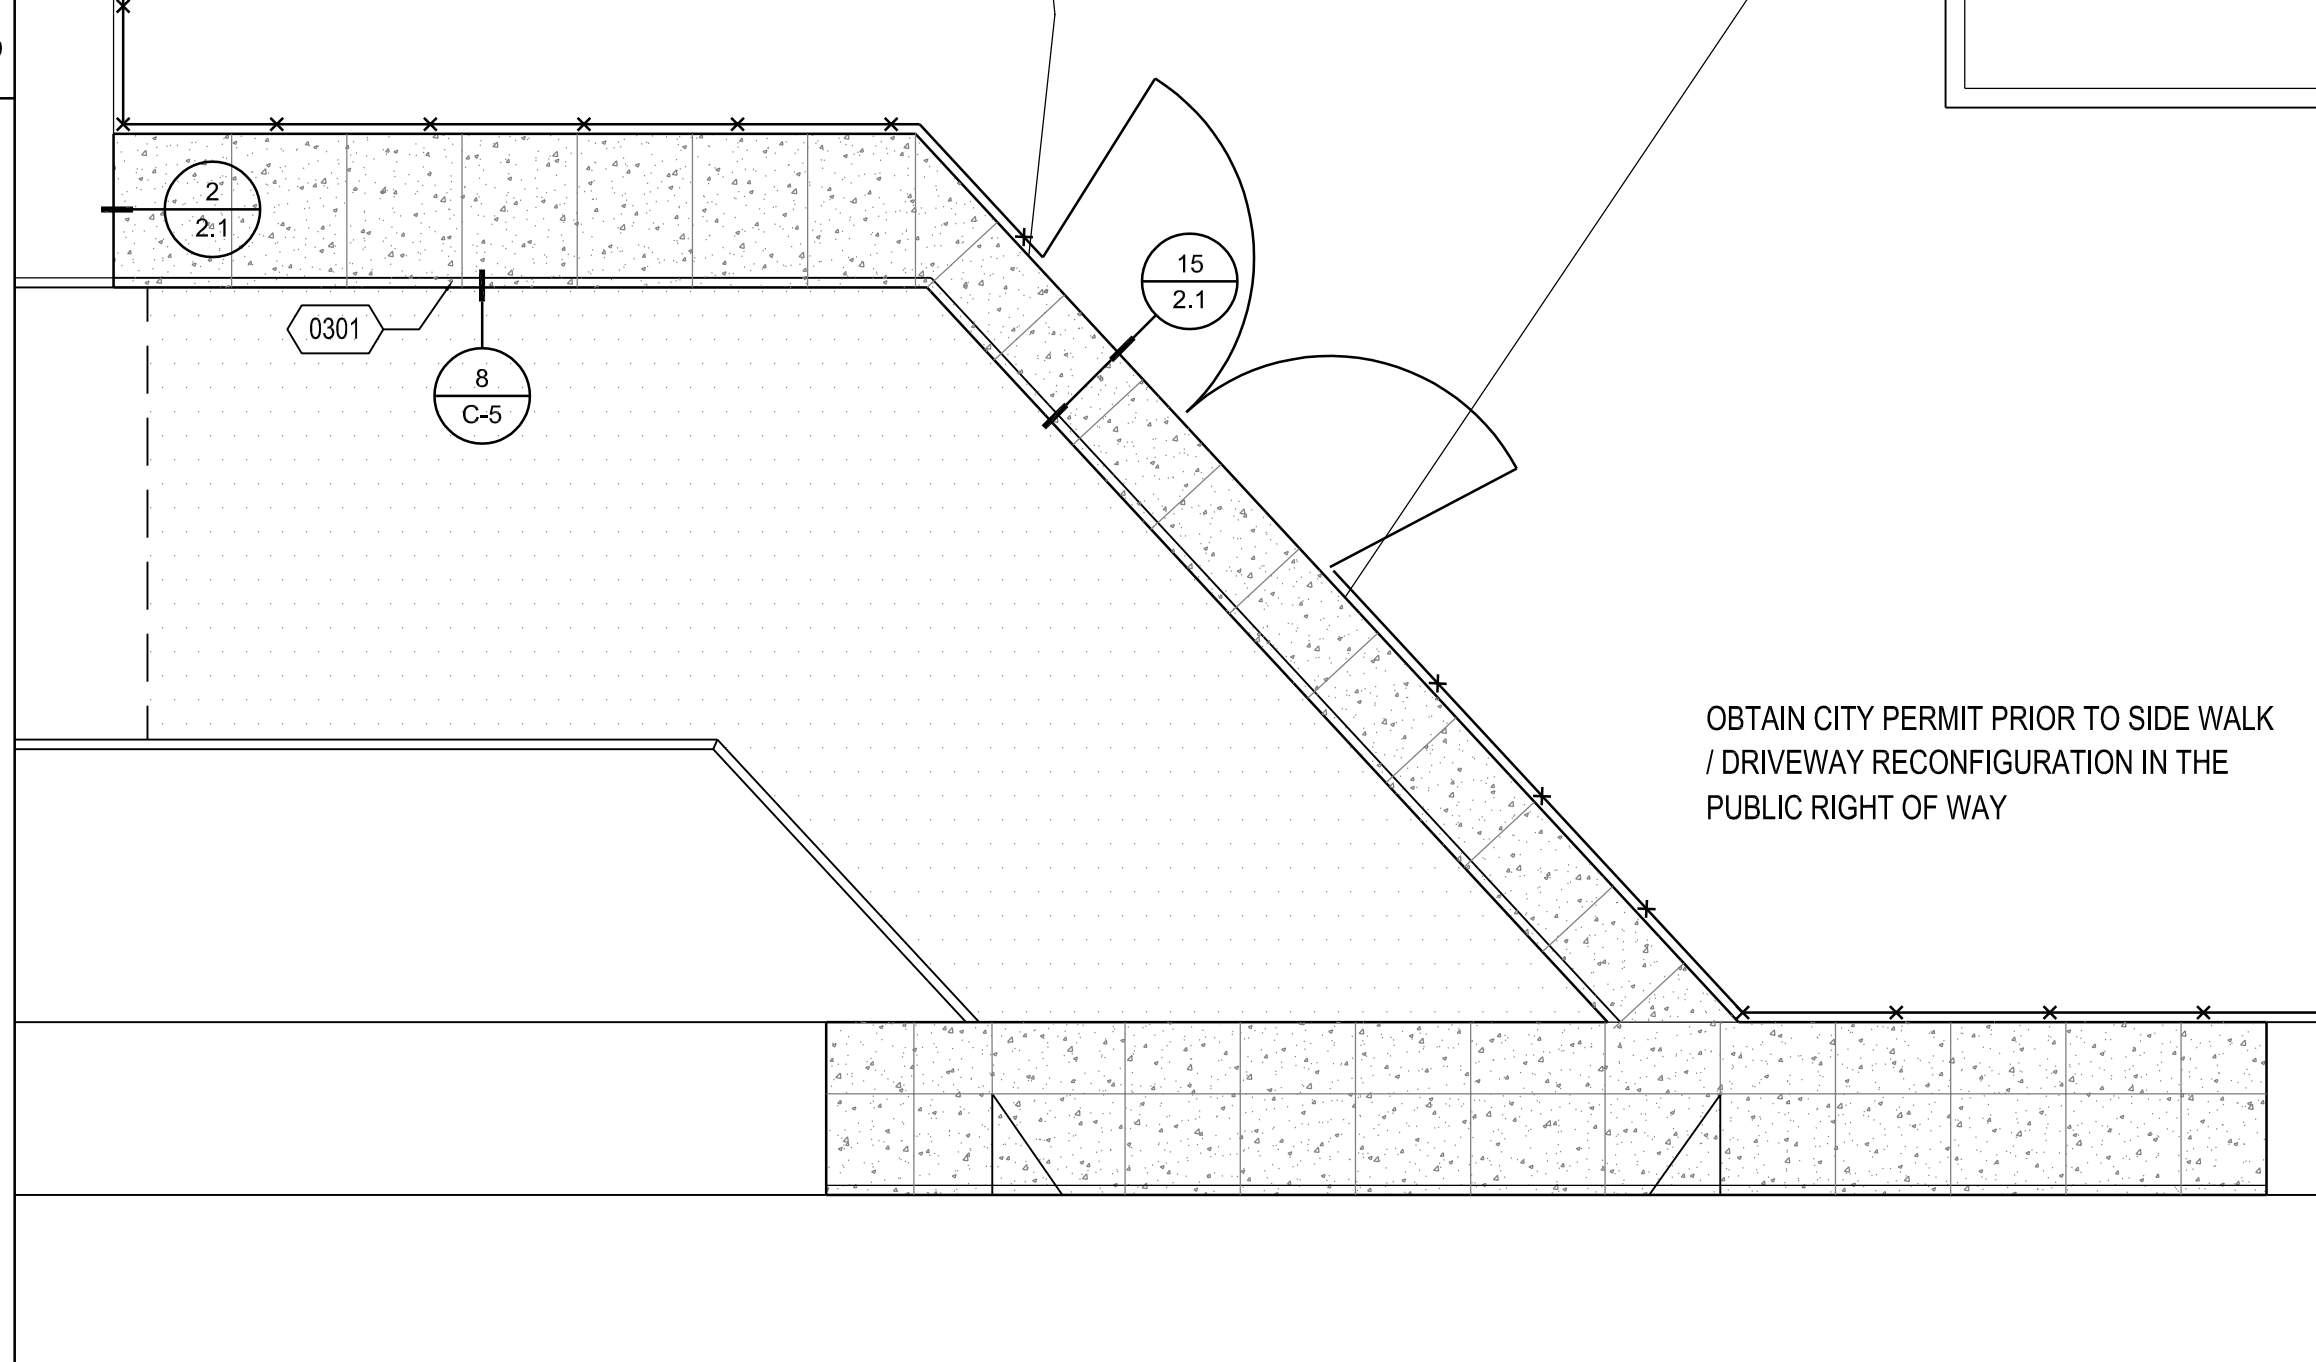 2
2.1
15
2.1
0301
8
C-5
OBTAIN CITY PERMIT PRIOR TO SIDE WALK
/ DRIVEWAY RECONFIGURATION IN THE
PUBLIC RIGHT OF WAY